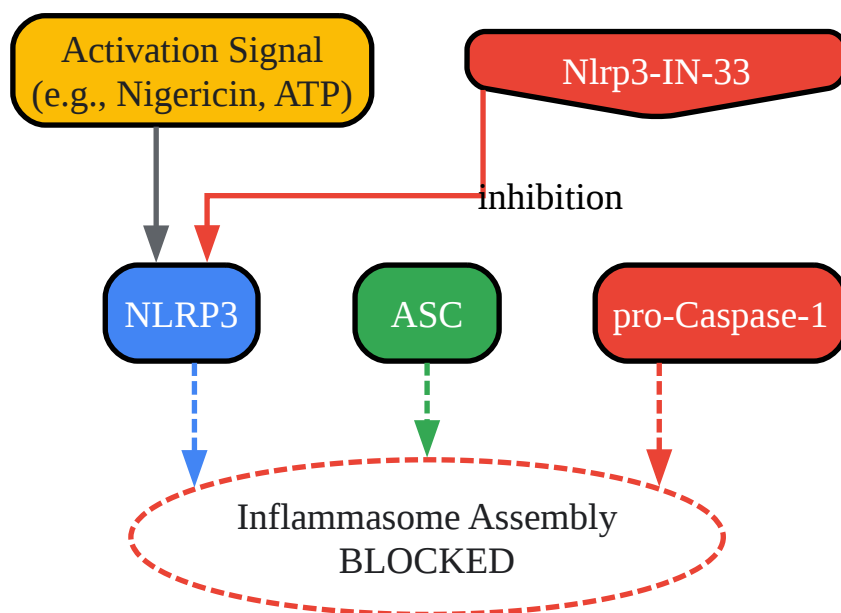 Activation Signal
(e.g., Nigericin, ATP)
Nlrp3-IN-33
inhibition
NLRP3
ASC
pro-Caspase-1
Inflammasome Assembly
BLOCKED